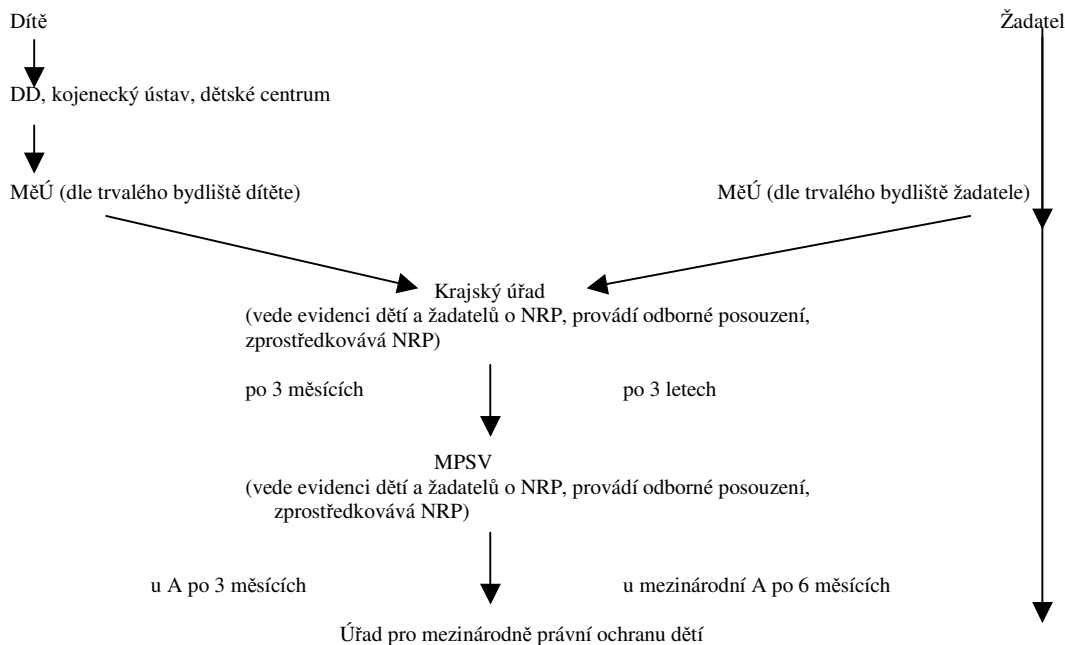 Dítě
Žadatel
DD, kojenecký ústav, dětské centrum
MěÚ (dle trvalého bydliště dítěte)
MěÚ (dle trvalého bydliště žadatele)
Krajský úřad
(vede evidenci dětí a žadatelů o NRP, provádí odborné posouzení,
zprostředkovává NRP)
po 3 měsících
po 3 letech
MPSV
(vede evidenci dětí a žadatelů o NRP, provádí odborné posouzení,
zprostředkovává NRP)
u A po 3 měsících
u mezinárodní A po 6 měsících
Úřad pro mezinárodně právní ochranu dětí